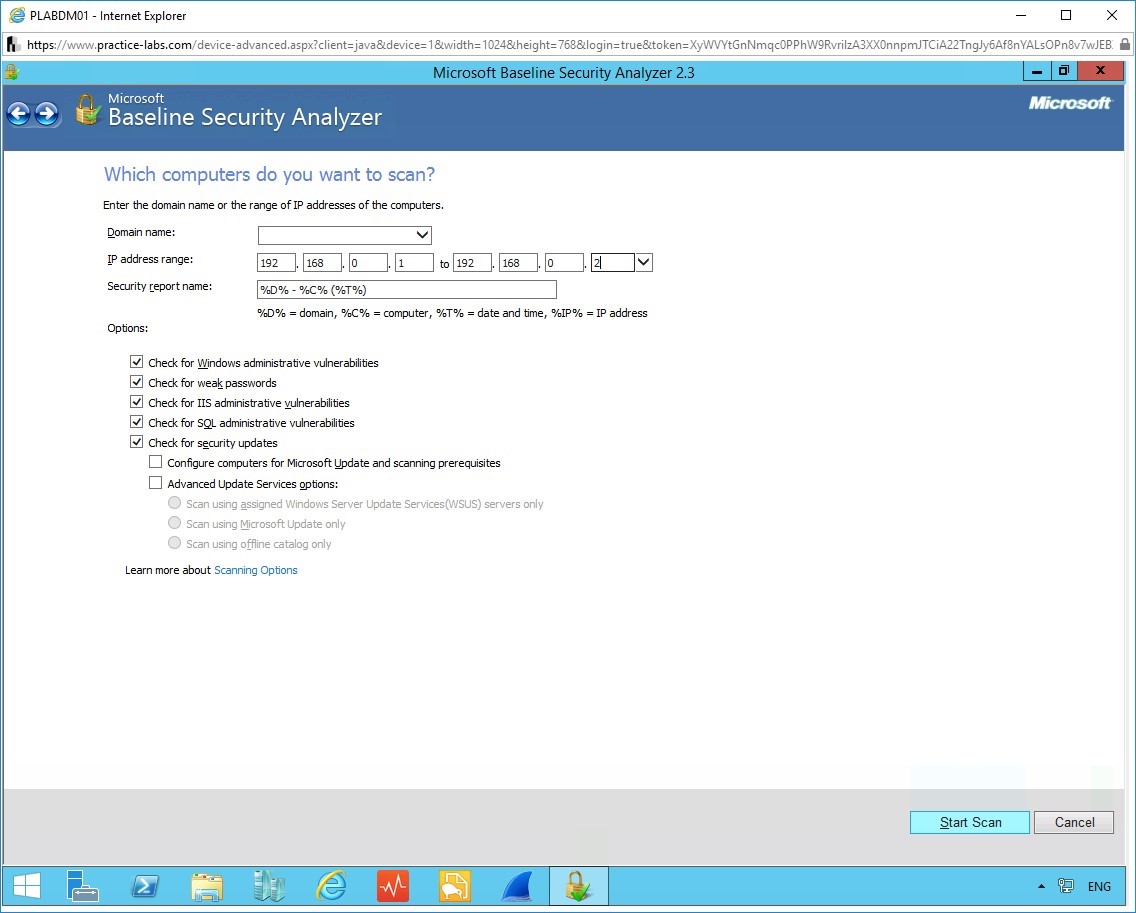 PLABDM01 - Internet Explorer
https://www.practice-labs.com/device-advanced.aspx?client=java&device=1&width=1024&height=768&login=true&token=
Microsoft Baseline Security Analyzer 2.3
Microsoft
Baseline Security Analyzer
Microsoft
Which computers do you want to scan?
Enter the domain name or the range of IP addresses of the computers.
Domain name:
IP address range: 192 . 168 . 0 . 1 to 192 . 168 . 0 . 2
Security report name: %D% - %C% (%T%)
%D% = domain, %C% = computer, %T% = date and time, %IP% = IP address
Options:
Check for Windows administrative vulnerabilities
Check for weak passwords
Check for IIS administrative vulnerabilities
Check for SQL administrative vulnerabilities
Check for security updates
Configure computers for Microsoft Update and scanning prerequisites
Advanced Update Services options:
Scan using assigned Windows Server Update Services(WSUS) servers only
Scan using Microsoft Update only
Scan using offline catalog only
Learn more about Scanning Options
Start Scan Cancel
ENG